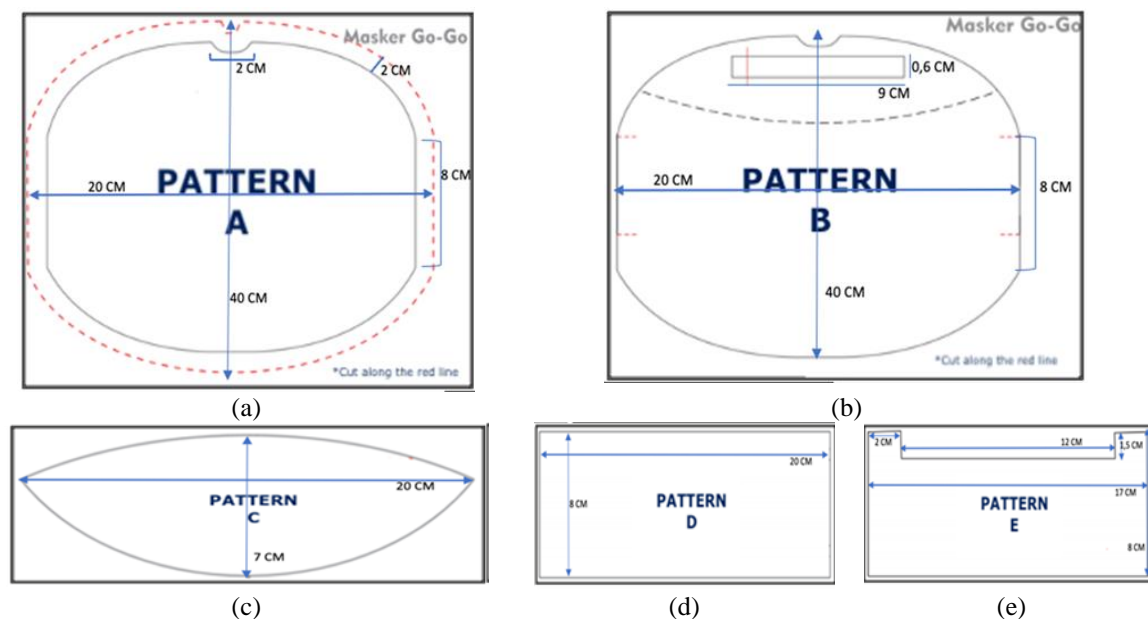 Masker Go-Go
2 CM
2 CM
8 CM
20 CM
PATTERN
A
40 CM
*Cut along the red line
(a)
Masker Go-Go
0,6 CM
9 CM
20 CM
PATTERN
B
8 CM
40 CM
*Cut along the red line
(b)
20 CM
PATTERN
C
7 CM
(c)
20 CM
8 CM
PATTERN
D
(d)
2 CM
12 CM
1,5 CM
17 CM
PATTERN
E
8 CM
(e)